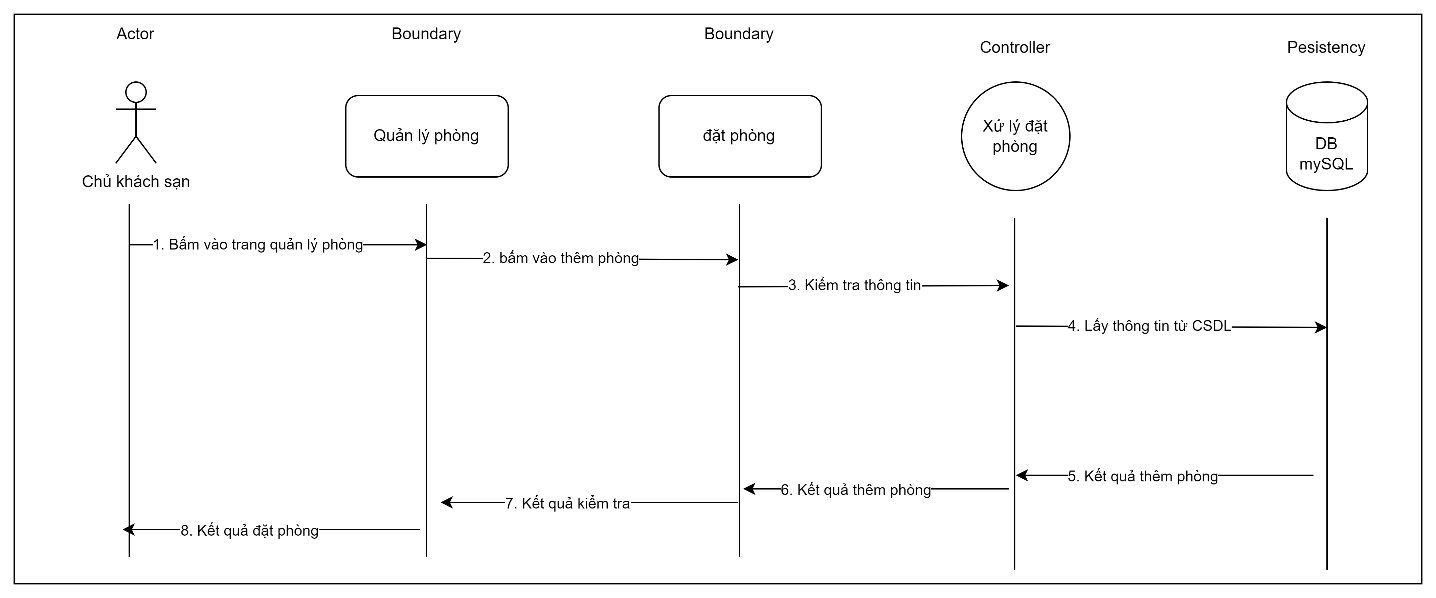 Actor
Boundary
Boundary
Controller
Pesistency
Quản lý phòng
đặt phòng
Xử lý đặt
phòng
DB
mySQL
Chủ khách sạn
1. Bấm vào trang quản lý phòng
2. bấm vào thêm phòng
3. Kiểm tra thông tin
4. Lấy thông tin từ CSDL
5. Kết quả thêm phòng
6. Kết quả thêm phòng
7. Kết quả kiểm tra
8. Kết quả đặt phòng